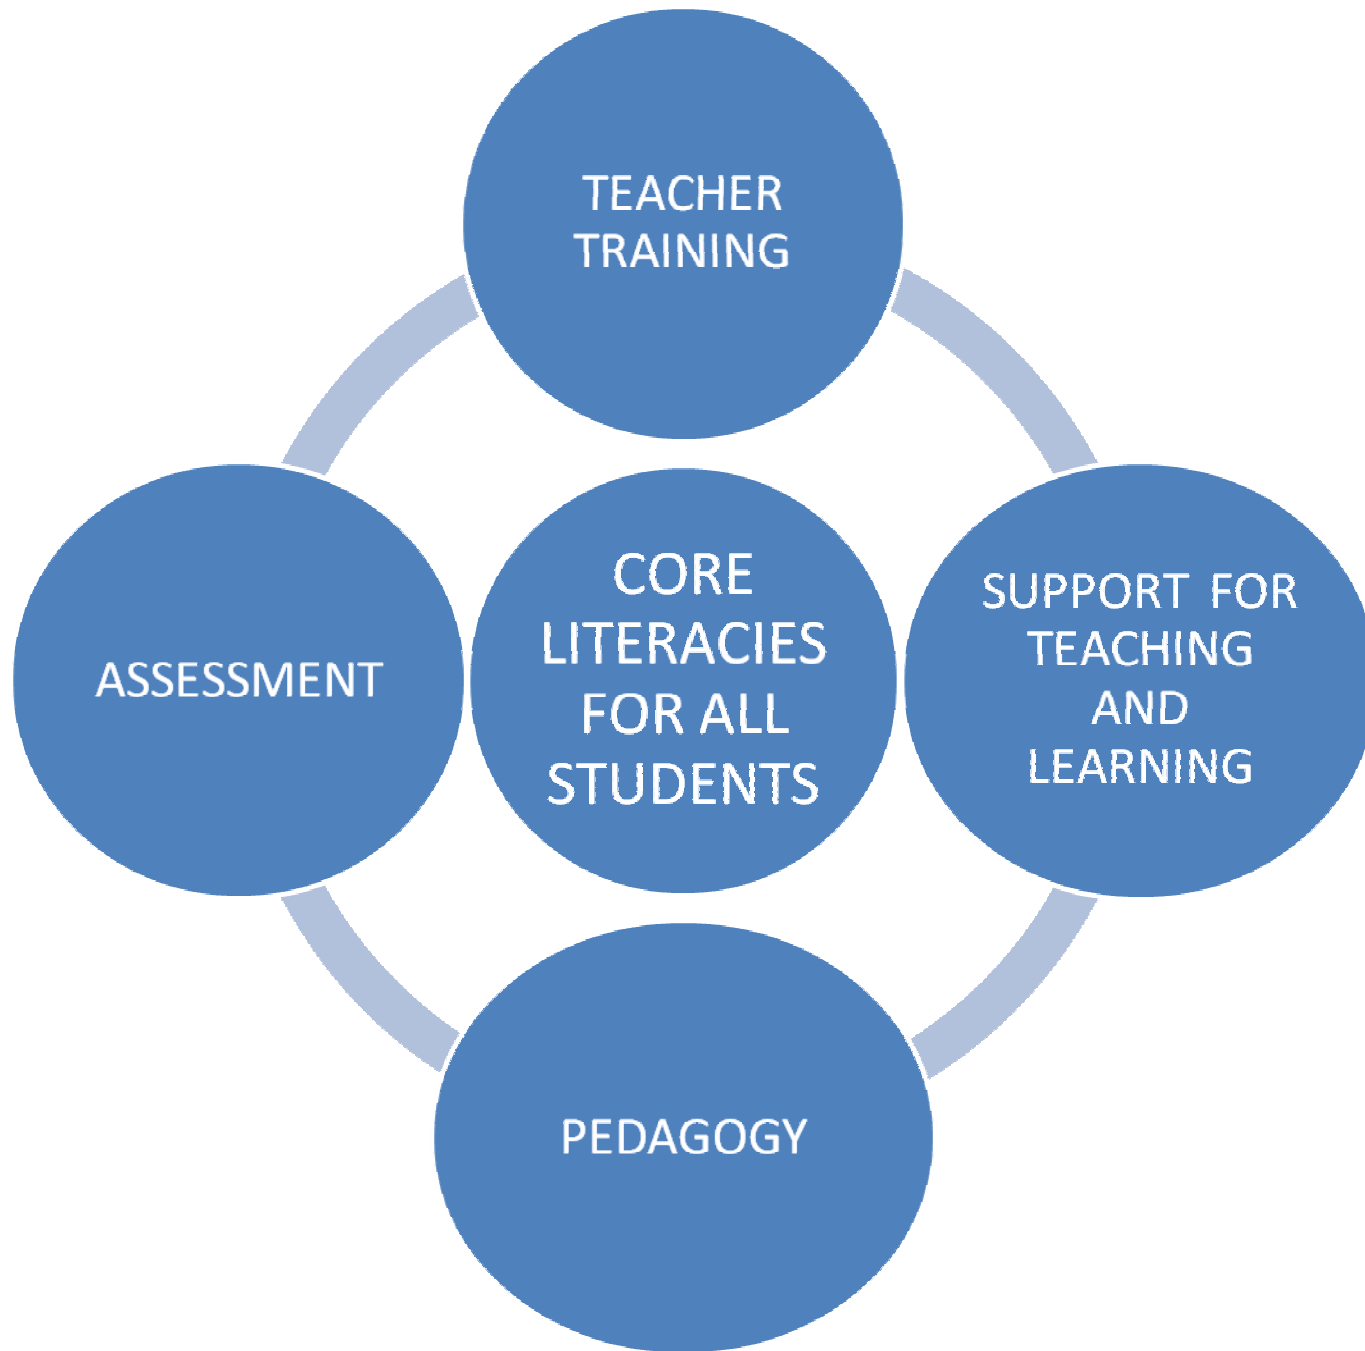 TEACHER
TRAINING
ASSESSMENT
CORE
LITERACIES
FOR ALL
STUDENTS
SUPPORT FOR
TEACHING
AND
LEARNING
PEDAGOGY